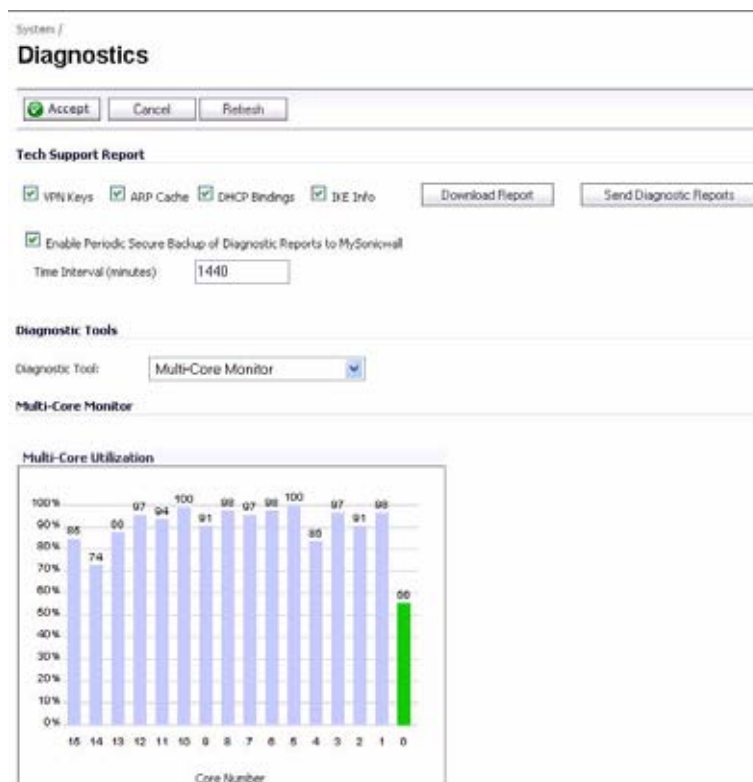 System /
Diagnostics
Accept Cancel Refresh
Tech Support Report
VPN Keys ARP Cache DHCP Bindings IKE Info Download Report Send Diagnostic Reports
Enable Periodic Secure Backup of Diagnostic Reports to MySonicwall
Time Interval (minutes) 1440
Diagnostic Tools
Diagnostic Tool: Multi-Core Monitor
Multi-Core Monitor
Multi-Core Utilization
100%
90%
80%
70%
60%
50%
40%
30%
20%
10%
0%
74 97 94 100 91 98 97 98 100 97 91 98
15 14 13 12 11 10 9 8 7 6 5 4 3 2 1 0
Core Number